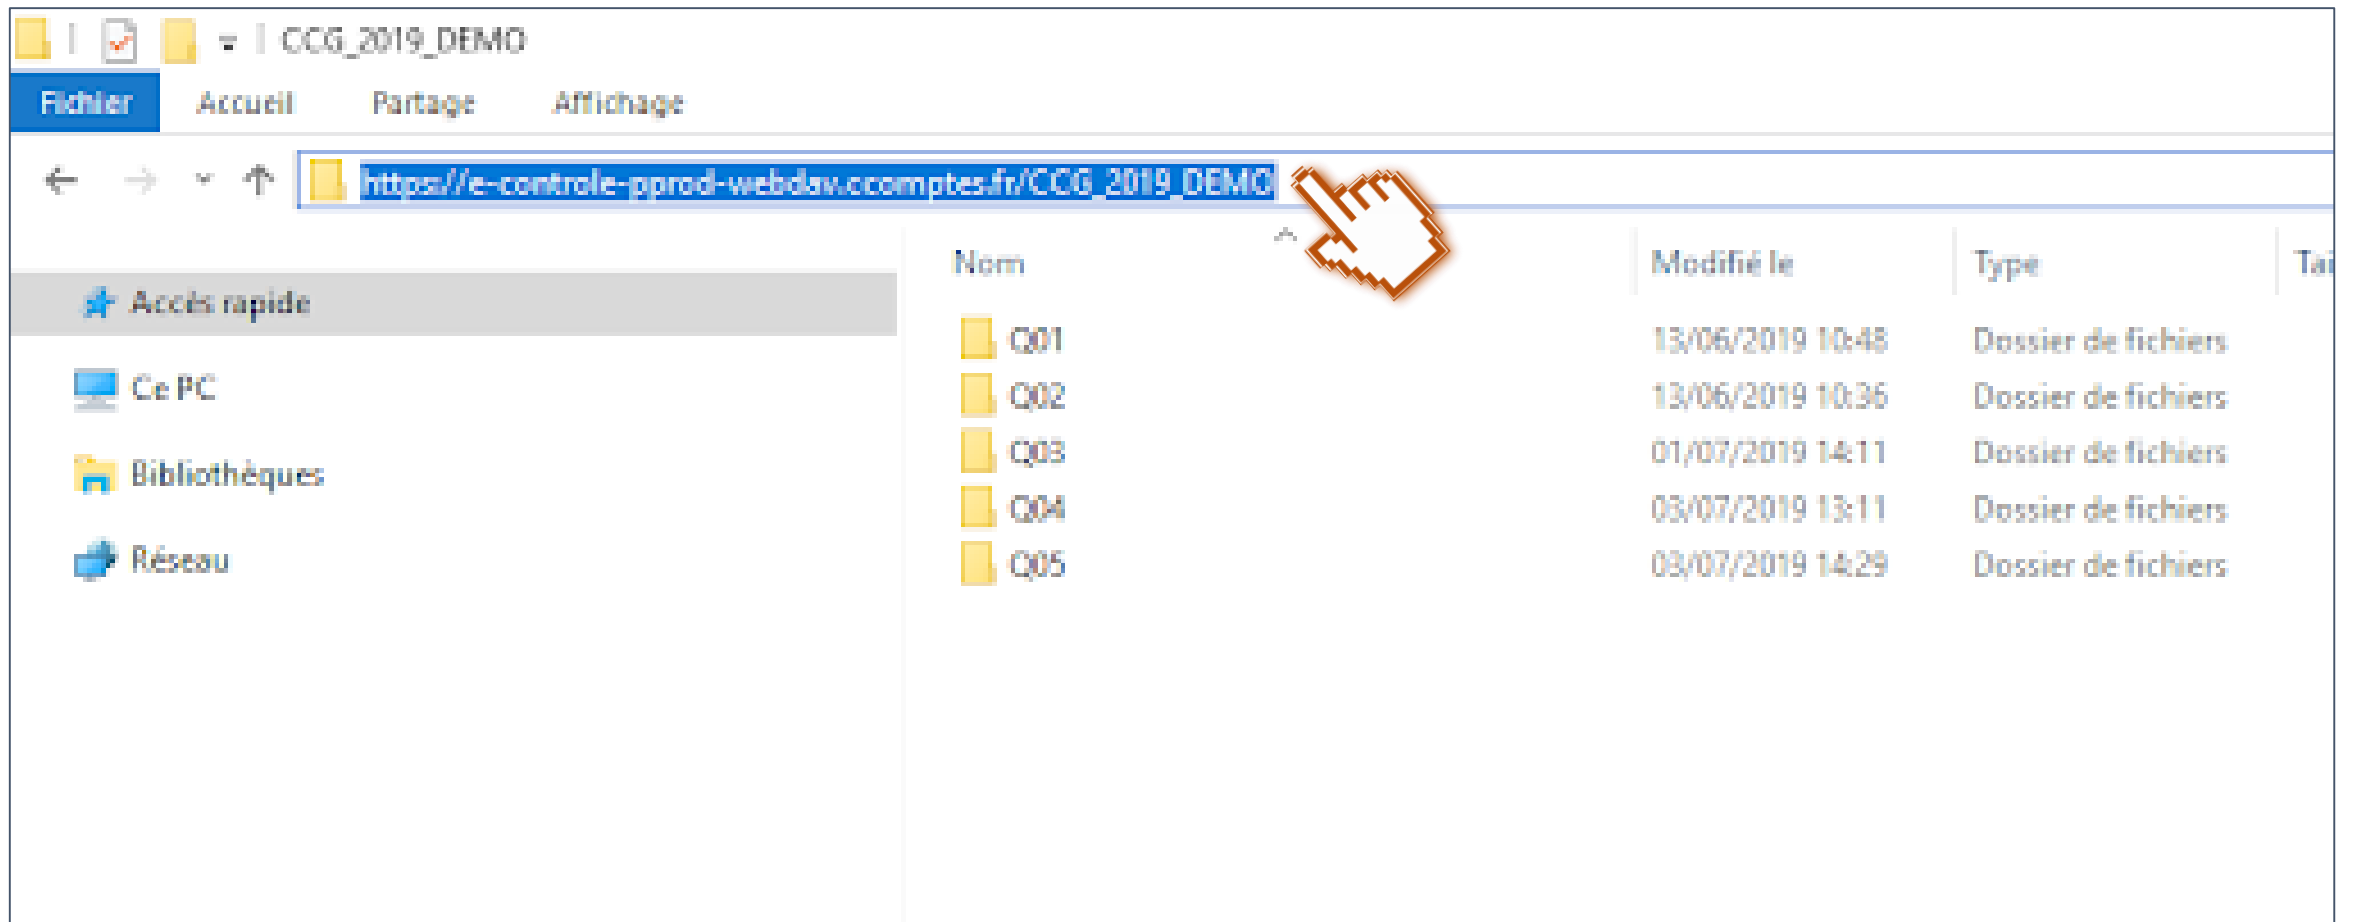 CCG_2019_DEMO
Fichier Accueil Partage Affichage
https://e-controle-pprod-webdav.ccomptes.fr/CCG_2019_DEMO
Nom Modifié le Type Tai
Accès rapide
Ce PC
Bibliothèques
Réseau
Q01 13/06/2019 10:48 Dossier de fichiers
Q02 13/06/2019 10:36 Dossier de fichiers
Q03 01/07/2019 14:11 Dossier de fichiers
Q04 03/07/2019 13:11 Dossier de fichiers
Q05 03/07/2019 14:29 Dossier de fichiers